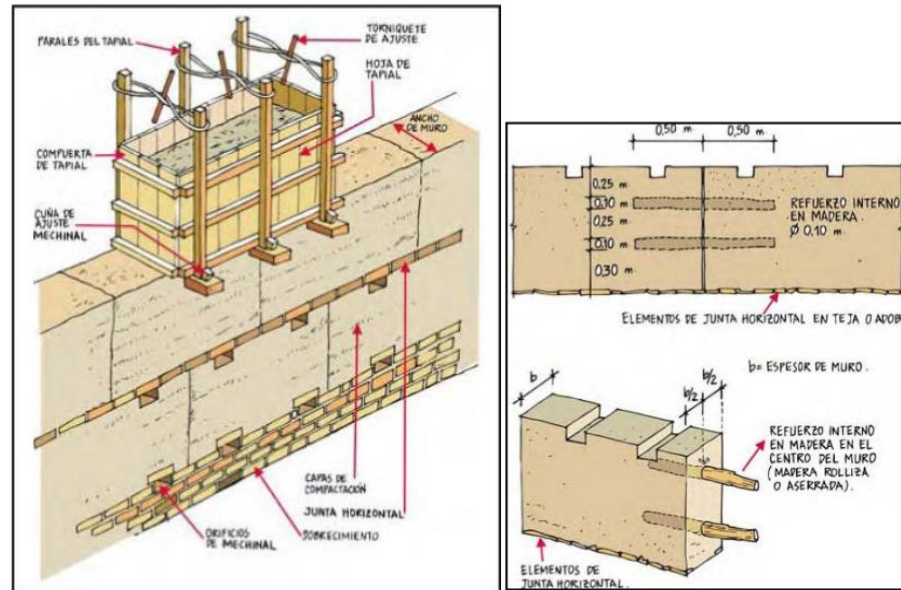 PARALES DEL TAPIAL
TORNIQUETE
DE AJUSTE
HOJA DE
TAPIAL
ANCHO
DE MURO
COMPUERTA
DE TAPIAL
CUÑA DE
AJUSTE
MECHINAL
CAPAS DE
COMPACTACIÓN
JUNTA HORIZONTAL
ORIFICIOS
DE MECHINAL
SOBRECIMIENTO
0,50 m.
0,50 m.
0.25 m
0.10 m
0.25 m
0.10 m
0.30 m
REFUERZO INTERNO
EN MADERA.
Ø 0,10 m.
ELEMENTOS DE JUNTA HORIZONTAL EN TEJA O ADOB
b= ESPESOR DE MURO.
b
b/2
b/2
REFUERZO INTERNO
EN MADERA EN EL
CENTRO DEL MURO
(MADERA ROLLIZA
O ASERRADA).
ELEMENTOS DE
JUNTA HORIZONTAL.